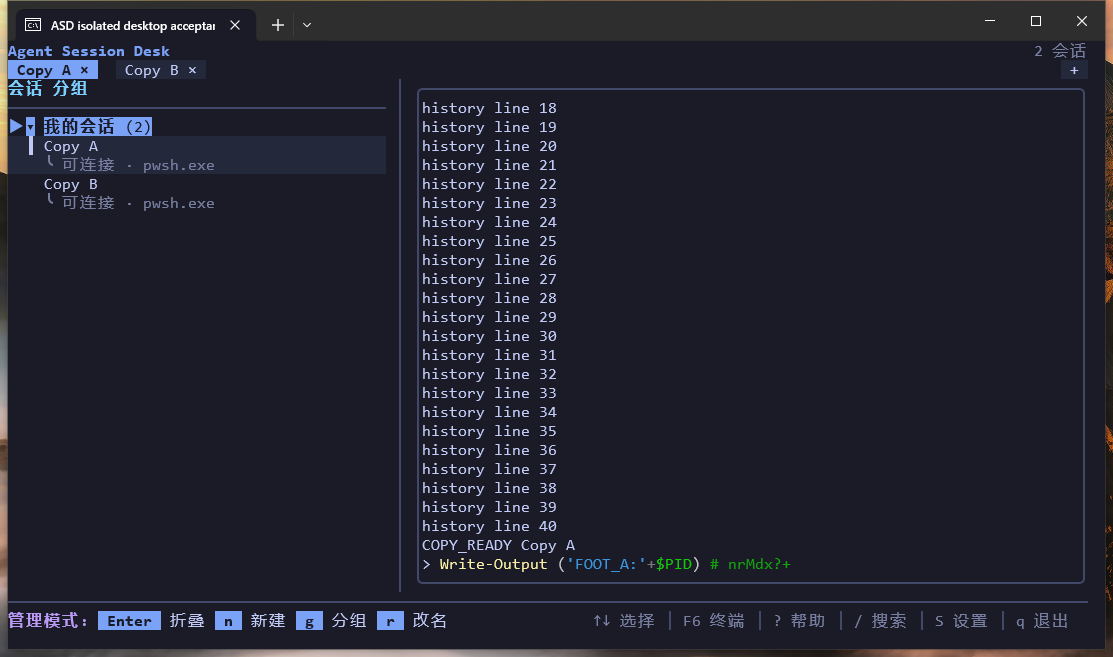 ASD isolated desktop acceptar
Agent Session Desk 2 会话
Copy A × Copy B × +
会话 分组
▶▾ 我的会话 (2)
Copy A
╰ 可连接 · pwsh.exe
Copy B
╰ 可连接 · pwsh.exe
history line 18
history line 19
history line 20
history line 21
history line 22
history line 23
history line 24
history line 25
history line 26
history line 27
history line 28
history line 29
history line 30
history line 31
history line 32
history line 33
history line 34
history line 35
history line 36
history line 37
history line 38
history line 39
history line 40
COPY_READY Copy A
> Write-Output ('FOOT_A:'+$PID) # nrMdx?+
管理模式: Enter 折叠 n 新建 g 分组 r 改名 ↑↓ 选择 │ F6 终端 │ ? 帮助 │ / 搜索 │ S 设置 │ q 退出